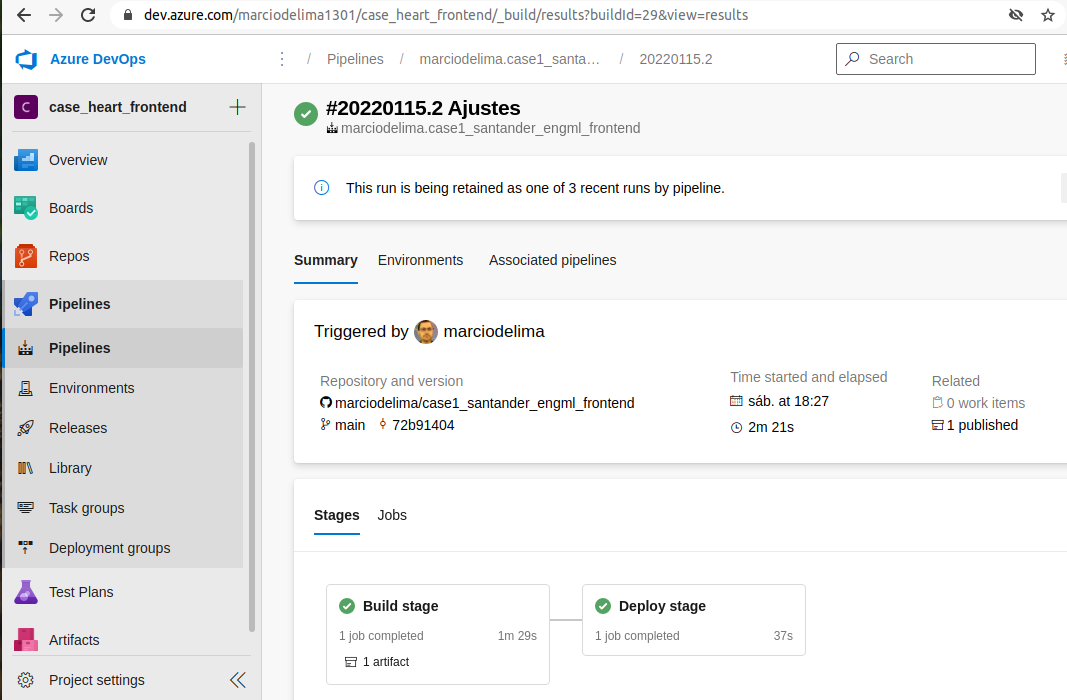 dev.azure.com/marciodelima1301/case_heart_frontend/_build/results?buildId=29&view=results
Azure DevOps
/ Pipelines / marciodelima.case1_santa… / 20220115.2
Search
C case_heart_frontend
Overview
Boards
Repos
Pipelines
Pipelines
Environments
Releases
Library
Task groups
Deployment groups
Test Plans
Artifacts
Project settings
#20220115.2 Ajustes
marciodelima.case1_santander_engml_frontend
This run is being retained as one of 3 recent runs by pipeline.
Summary Environments Associated pipelines
Triggered by marciodelima
Repository and version
marciodelima/case1_santander_engml_frontend
main 72b91404
Time started and elapsed
sáb. at 18:27
2m 21s
Related
0 work items
1 published
Stages Jobs
Build stage
1 job completed 1m 29s
1 artifact
Deploy stage
1 job completed 37s